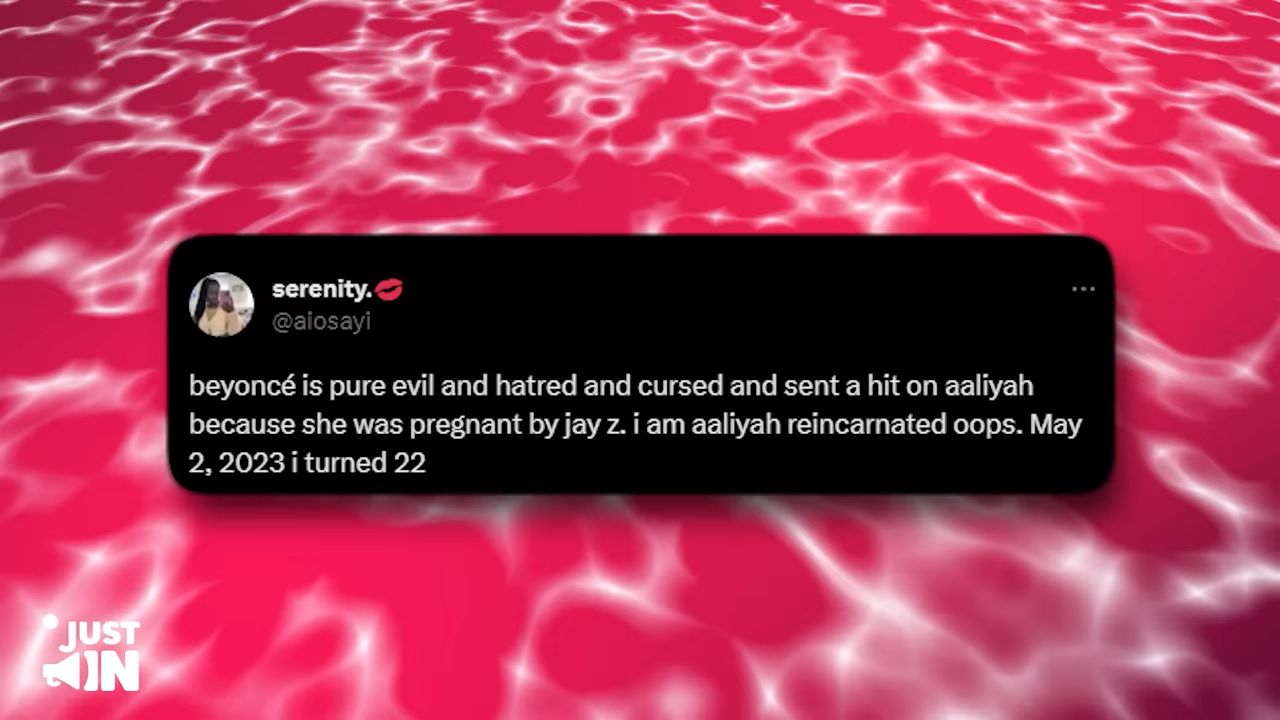 serenity.💋
@aiosayi
beyoncé is pure evil and hatred and cursed and sent a hit on aaliyah
because she was pregnant by jay z. i am aaliyah reincarnated oops. May
2, 2023 i turned 22
JUST
IN